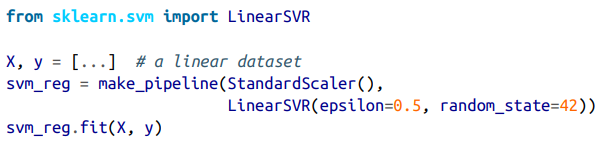 from sklearn.svm import LinearSVR
X, y = [...]  # a linear dataset
svm_reg = make_pipeline(StandardScaler(),
                        LinearSVR(epsilon=0.5, random_state=42))
svm_reg.fit(X, y)